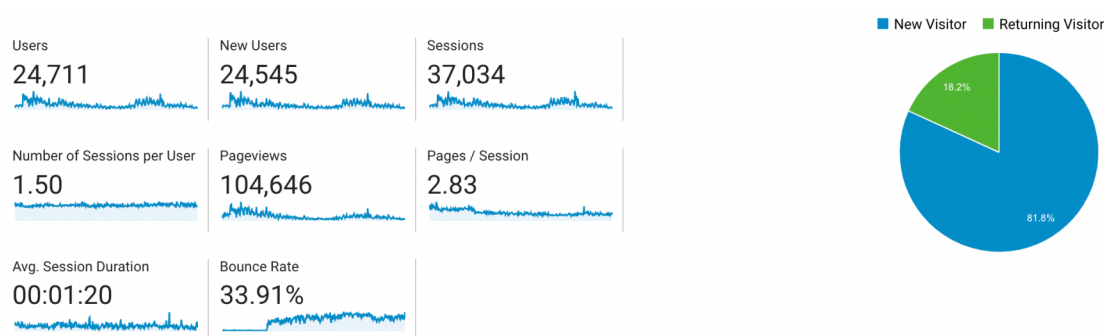 New Visitor Returning Visitor
Users
24,711
New Users
24,545
Sessions
37,034
Number of Sessions per User
1.50
Pageviews
104,646
Pages / Session
2.83
Avg. Session Duration
00:01:20
Bounce Rate
33.91%
18.2%
81.8%